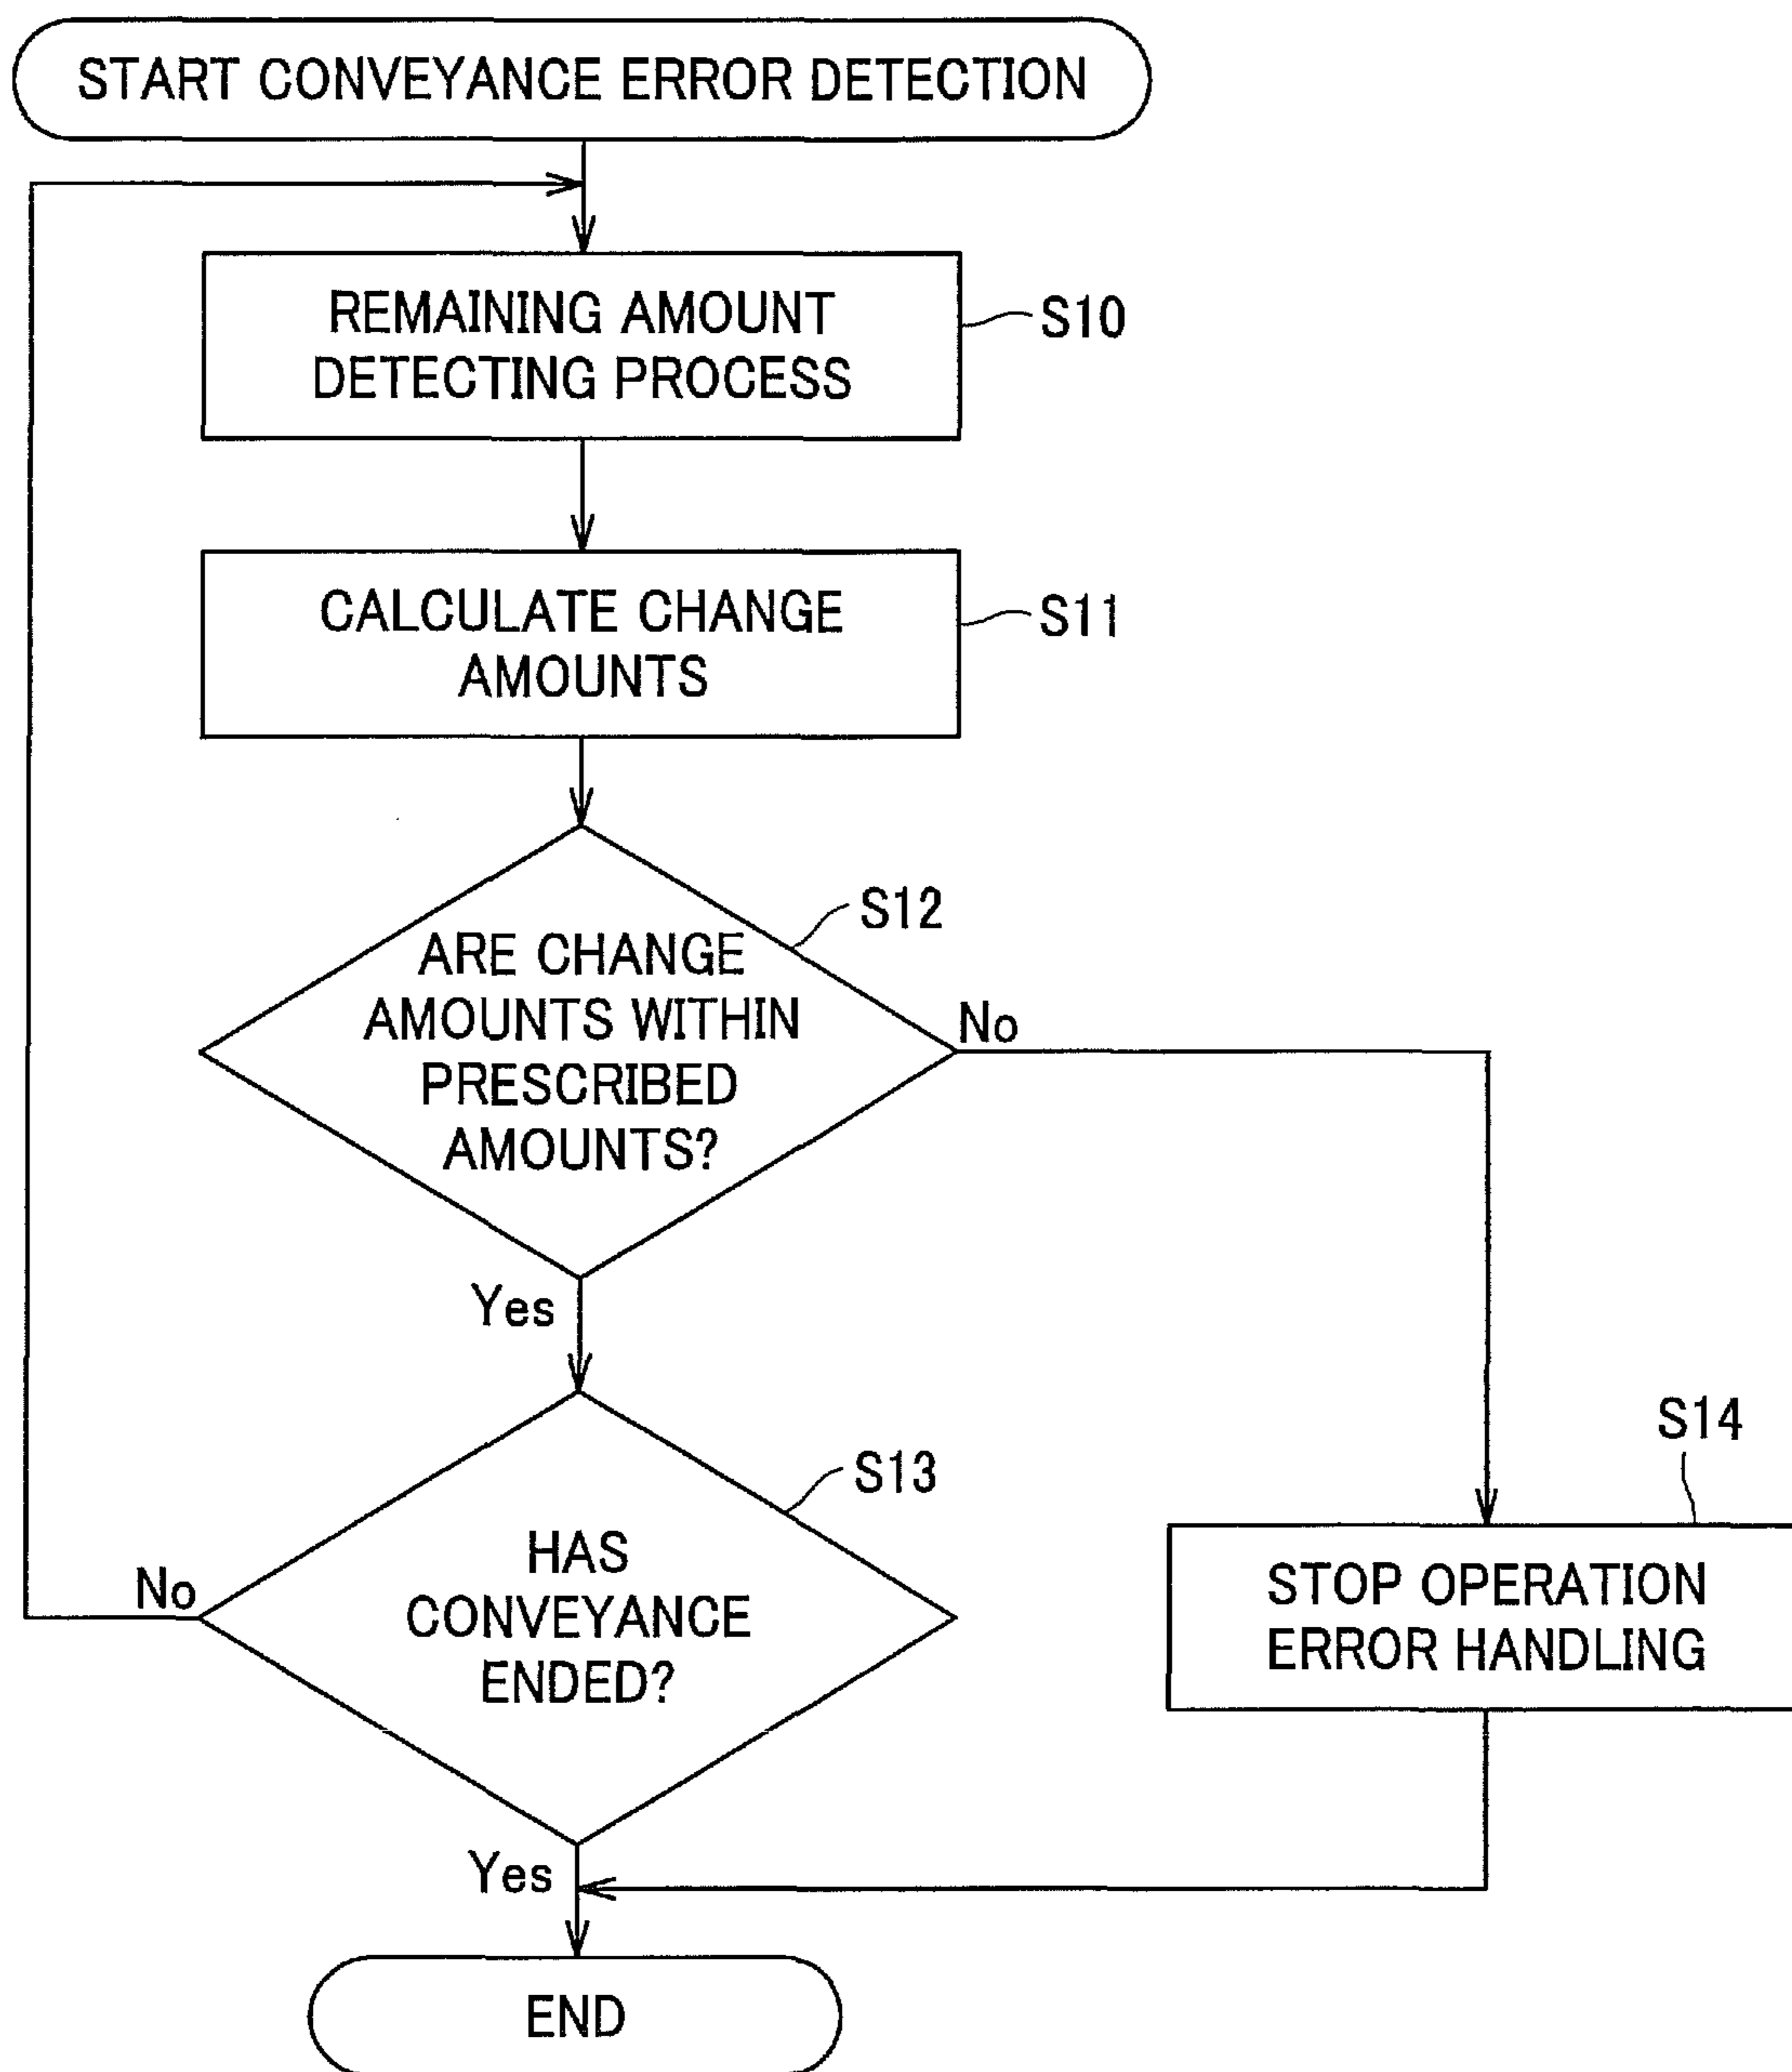 START CONVEYANCE ERROR DETECTION
REMAINING AMOUNT
DETECTING PROCESS
S10
CALCULATE CHANGE
AMOUNTS
S11
S12
ARE CHANGE
AMOUNTS WITHIN
PRESCRIBED
AMOUNTS?
No
Yes
S13
HAS
CONVEYANCE
ENDED?
No
S14
STOP OPERATION
ERROR HANDLING
Yes
END